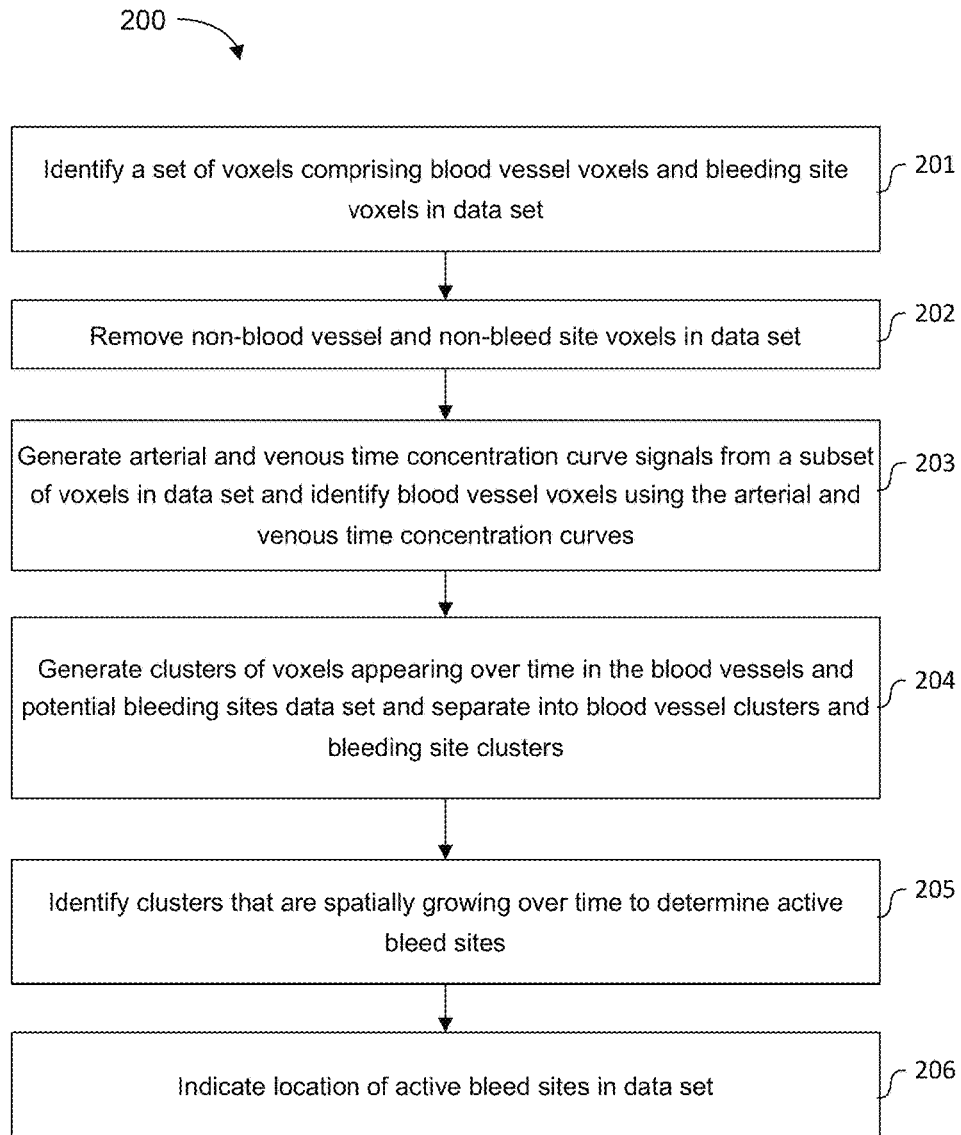 200
Identify a set of voxels comprising blood vessel voxels and bleeding site
voxels in data set
201
Remove non-blood vessel and non-bleed site voxels in data set
202
Generate arterial and venous time concentration curve signals from a subset
of voxels in data set and identify blood vessel voxels using the arterial and
venous time concentration curves
203
Generate clusters of voxels appearing over time in the blood vessels and
potential bleeding sites data set and separate into blood vessel clusters and
bleeding site clusters
204
Identify clusters that are spatially growing over time to determine active
bleed sites
205
Indicate location of active bleed sites in data set
206